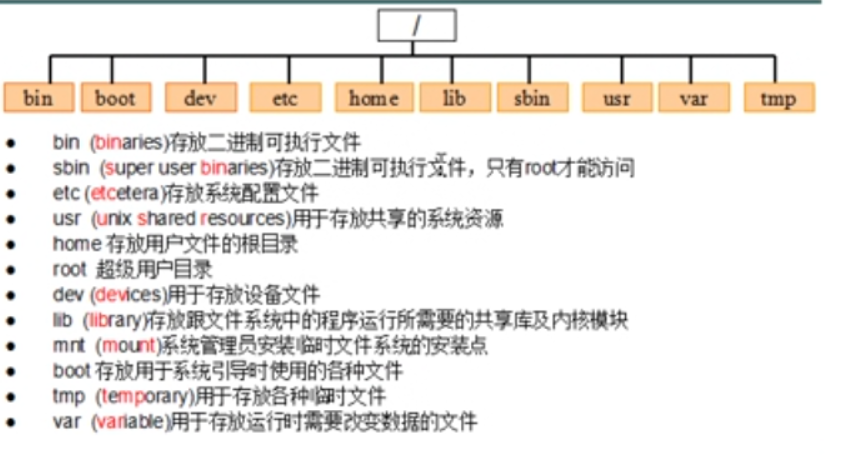 /
bin boot dev etc home lib sbin usr var tmp
• bin (binaries)存放二进制可执行文件
• sbin (super user binaries)存放二进制可执行文件，只有root才能访问
• etc (etcetera)存放系统配置文件
• usr (unix shared resources)用于存放共享的系统资源
• home 存放用户文件的根目录
• root 超级用户目录
• dev (devices)用于存放设备文件
• lib (library)存放跟文件系统中的程序运行所需要的共享库及内核模块
• mnt (mount)系统管理员安装临时文件系统的安装点
• boot 存放用于系统引导时使用的各种文件
• tmp (temporary)用于存放各种临时文件
• var (variable)用于存放运行时需要改变数据的文件